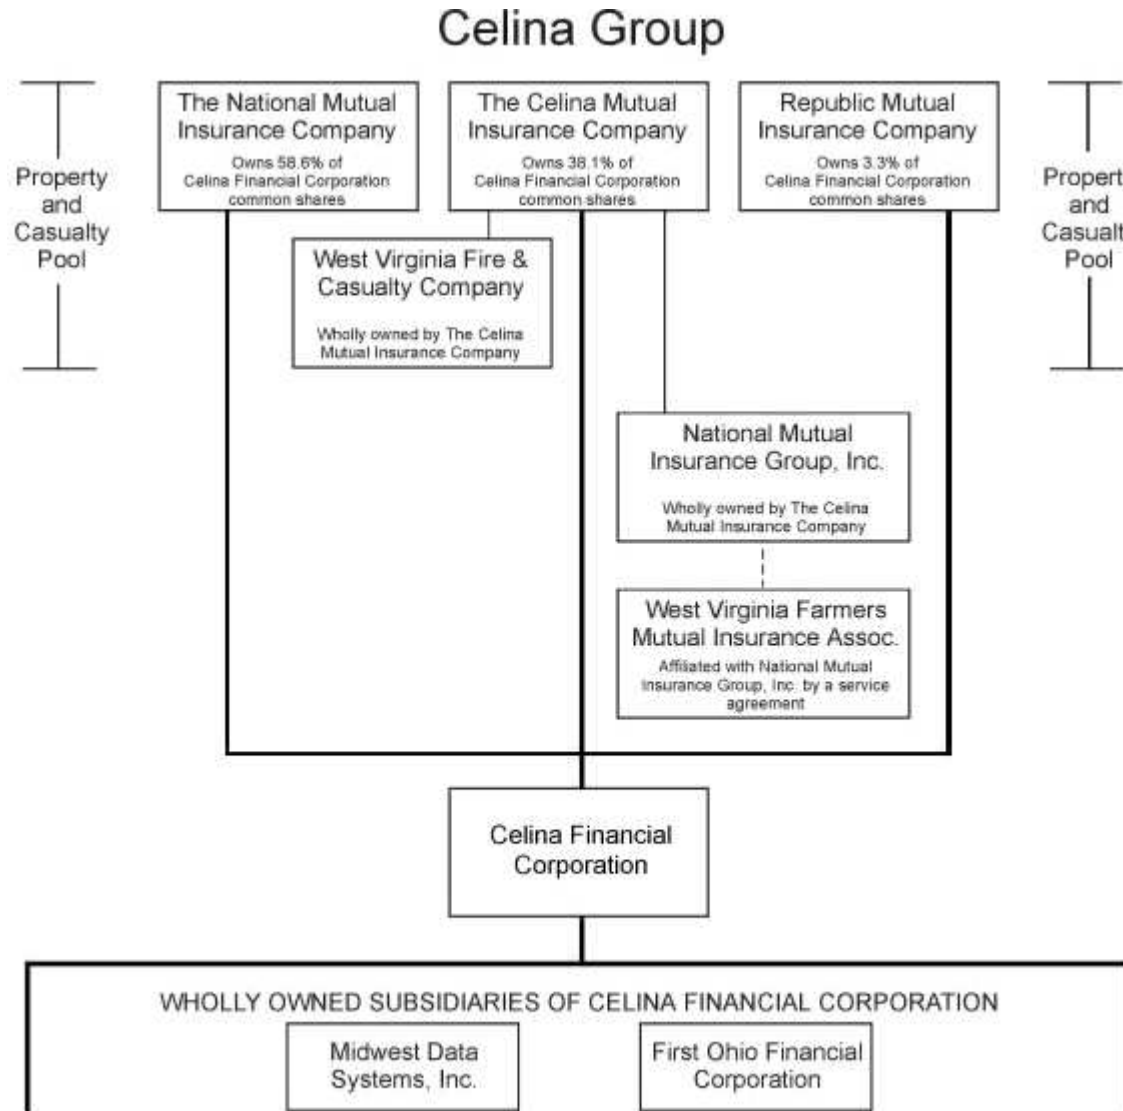 Celina Group
Property
and
Casualty
Pool
The National Mutual
Insurance Company
Owns 58.6% of
Celina Financial Corporation
common shares
The Celina Mutual
Insurance Company
Owns 38.1% of
Celina Financial Corporation
common shares
Republic Mutual
Insurance Company
Owns 3.3% of
Celina Financial Corporation
common shares
Propert
and
Casualt
Pool
West Virginia Fire &
Casualty Company
Wholly owned by The Celina
Mutual Insurance Company
National Mutual
Insurance Group, Inc.
Wholly owned by The Celina
Mutual Insurance Company
West Virginia Farmers
Mutual Insurance Assoc.
Affiliated with National Mutual
Insurance Group, Inc. by a service
agreement
Celina Financial
Corporation
WHOLLY OWNED SUBSIDIARIES OF CELINA FINANCIAL CORPORATION
Midwest Data
Systems, Inc.
First Ohio Financial
Corporation